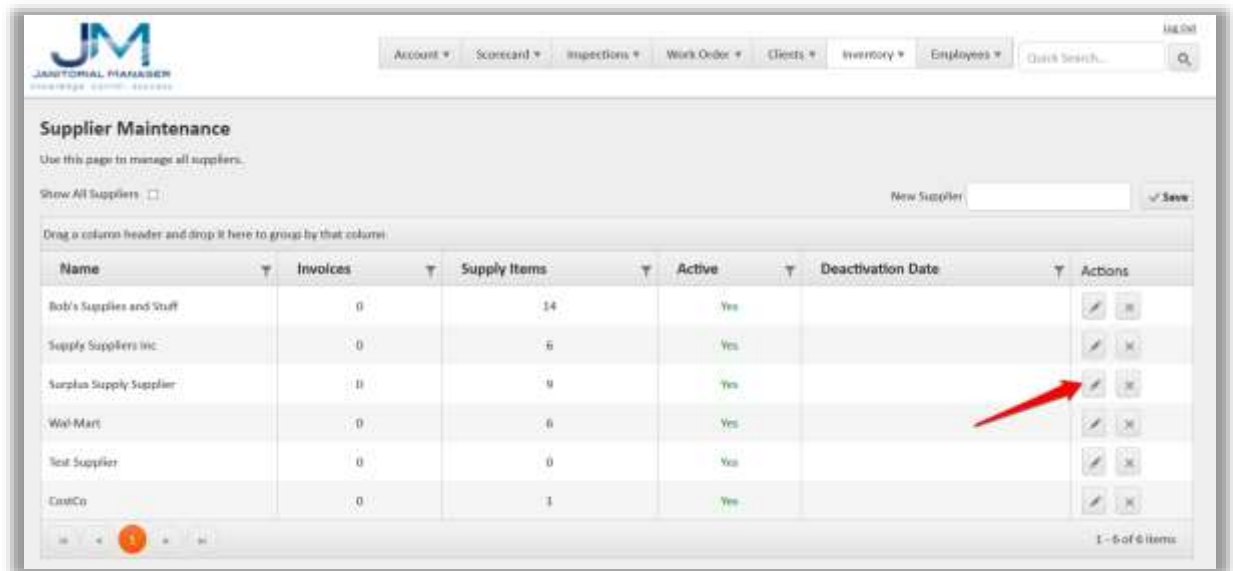 Log Out
JM
JANITORIAL MANAGER
Account Scorecard Inspections Work Order Clients Inventory Employees Quick Search...
Supplier Maintenance
Use this page to manage all suppliers.
Show All Suppliers New Supplier Save
Drag a column header and drop it here to group by that column
Name Invoices Supply Items Active Deactivation Date Actions
Bob's Supplies and Stuff 0 14 Yes
Supply Suppliers Inc 0 6 Yes
Surplus Supply Supplier 0 9 Yes
Wal-Mart 0 6 Yes
Test Supplier 0 0 Yes
CostCo 0 1 Yes
1 1 - 6 of 6 items